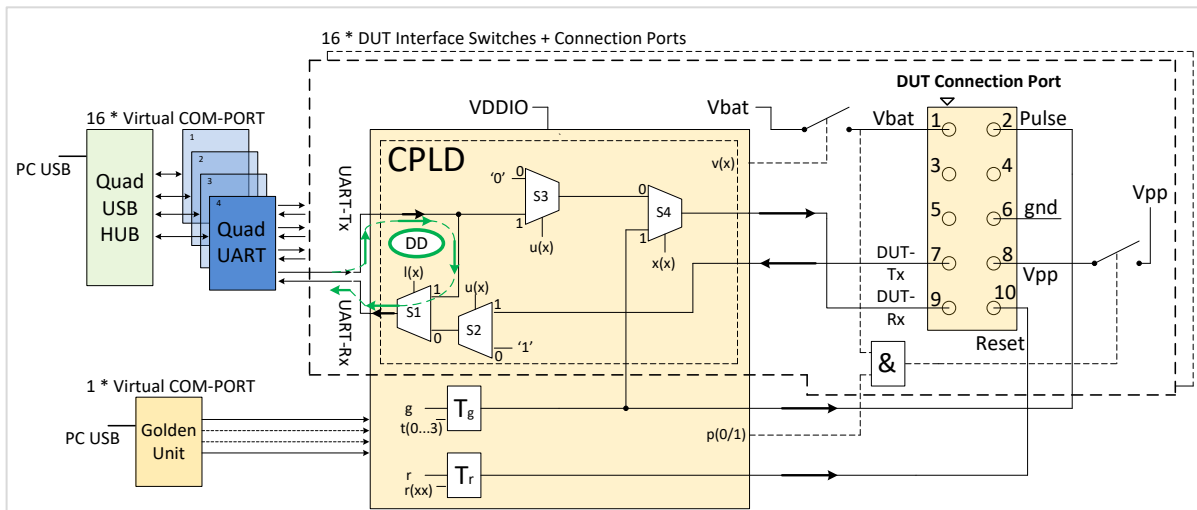 16 * DUT Interface Switches + Connection Ports
DUT Connection Port
VDDIO
Vbat
Vbat
1
2
Pulse
16 * Virtual COM-PORT
PC USB
Quad
USB
HUB
1
2
3
4
Quad
UART
UART-Tx
UART-Rx
CPLD
v(x)
'0'
0
S3
1
u(x)
0
S4
1
x(x)
DD
l(x)
1
S1
0
u(x)
1
S2
0
'1'
3
4
5
6
gnd
Vpp
DUT-
Tx
7
8
Vpp
DUT-
Rx
9
10
Reset
&
1 * Virtual COM-PORT
PC USB
Golden
Unit
g
t(0...3)
Tg
p(0/1)
r
r(xx)
Tr